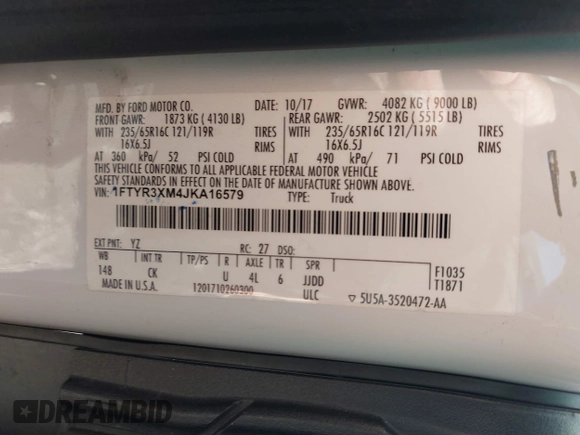 MFD. BY FORD MOTOR CO. DATE: 10/17 GVWR: 4082 KG ( 9000 LB)
FRONT GAWR: 1873 KG ( 4130 LB) REAR GAWR: 2502 KG ( 5515 LB)
WITH 235/65R16C 121/119R TIRES WITH 235/65R16C 121/119R TIRES
16X6.5J RIMS 16X6.5J RIMS
AT 360 kPa/ 52 PSI COLD AT 490 kPa/ 71 PSI COLD
THIS VEHICLE CONFORMS TO ALL APPLICABLE FEDERAL MOTOR VEHICLE
SAFETY STANDARDS IN EFFECT ON THE DATE OF MANUFACTURE SHOWN ABOVE.
VIN: 1FTYR3XM4JKA16579 TYPE: Truck
EXT PNT: YZ RC: 27 DSO:
WB INT TR TP/PS R AXLE TR SPR F1035
148 CK U 4L 6 JJDD T1871
MADE IN U.S.A. 1201710260300 ULC ▽ 5U5A-3520472-AA
DREAMBID